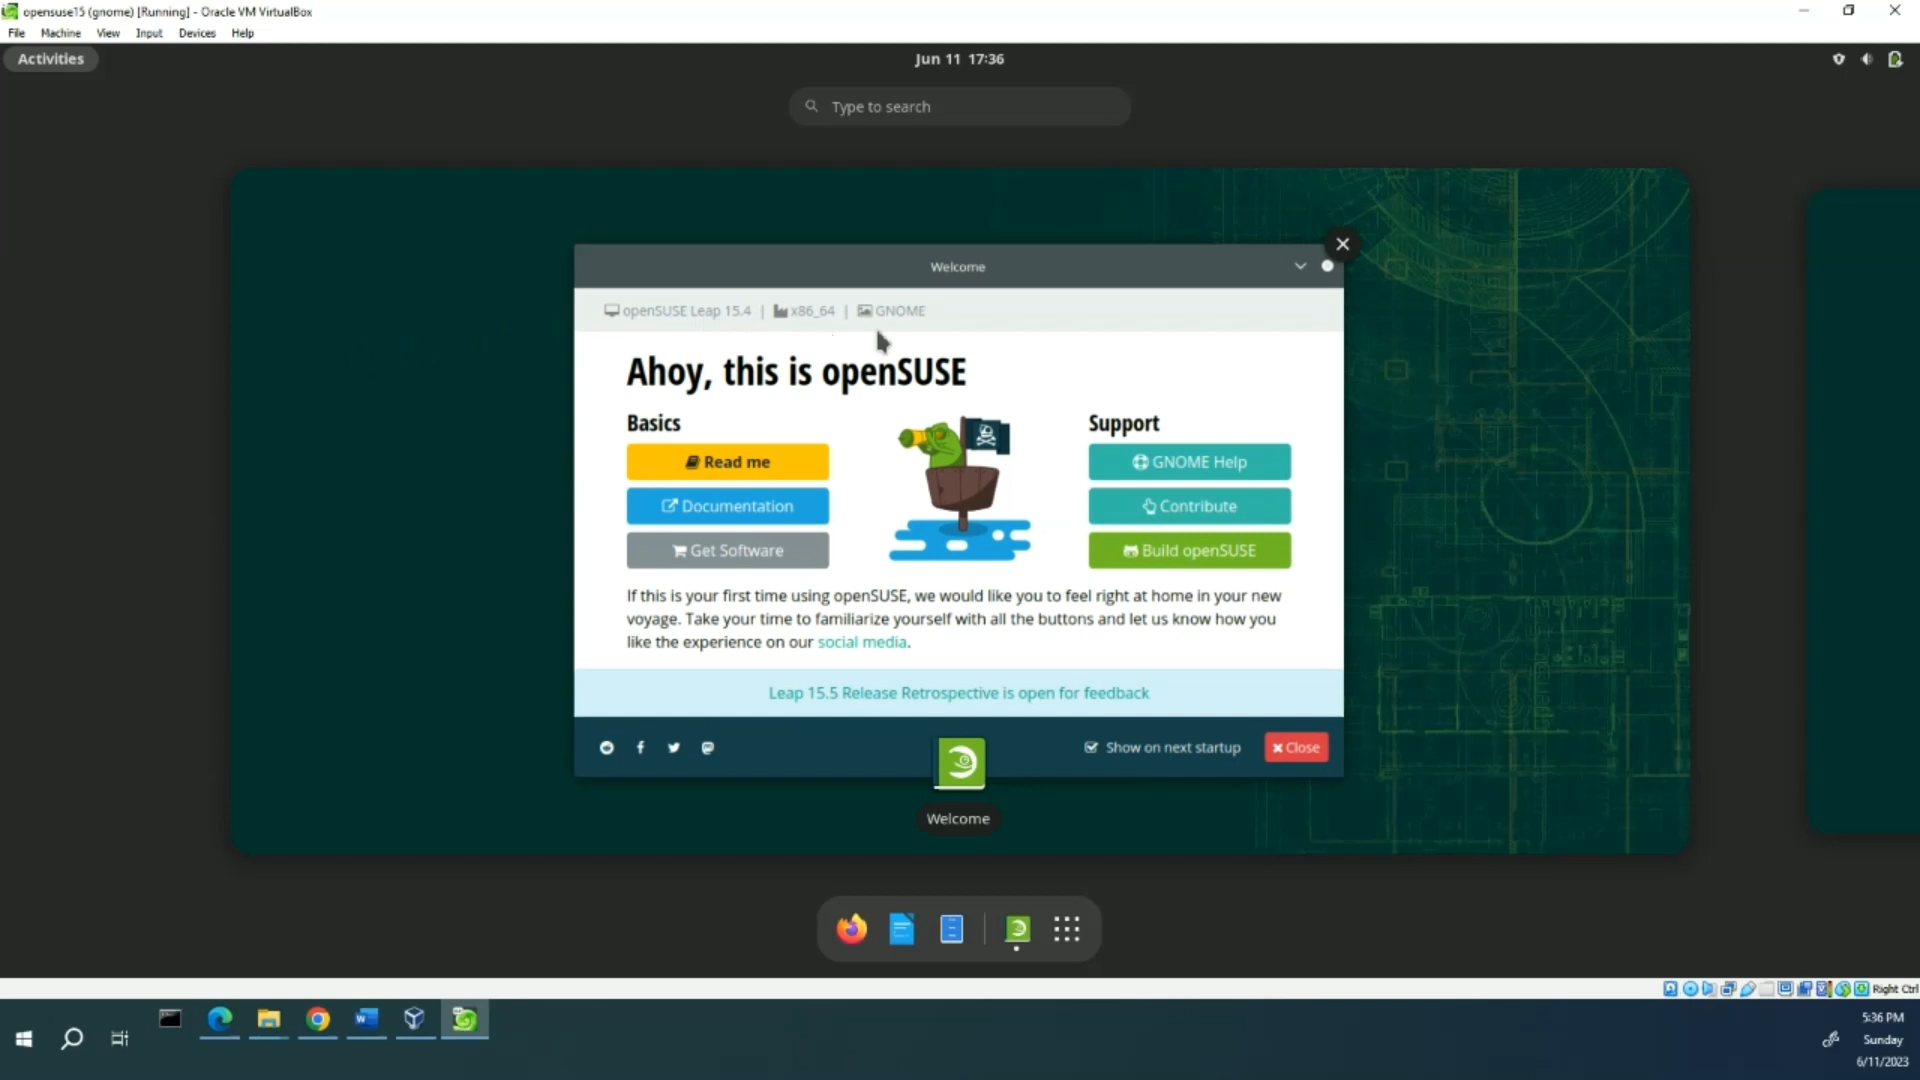 opensuse15 (gnome) [Running] - Oracle VM VirtualBox
File Machine View Input Devices Help
Activities
Jun 11 17:36
Type to search
Welcome
openSUSE Leap 15.4 | x86_64 | GNOME
Ahoy, this is openSUSE
Basics
Read me
Documentation
Get Software
Support
GNOME Help
Contribute
Build openSUSE
If this is your first time using openSUSE, we would like you to feel right at home in your new
voyage. Take your time to familiarize yourself with all the buttons and let us know how you
like the experience on our social media.
Leap 15.5 Release Retrospective is open for feedback
Show on next startup
Close
Welcome
Right Ctrl
5:36 PM
Sunday
6/11/2023